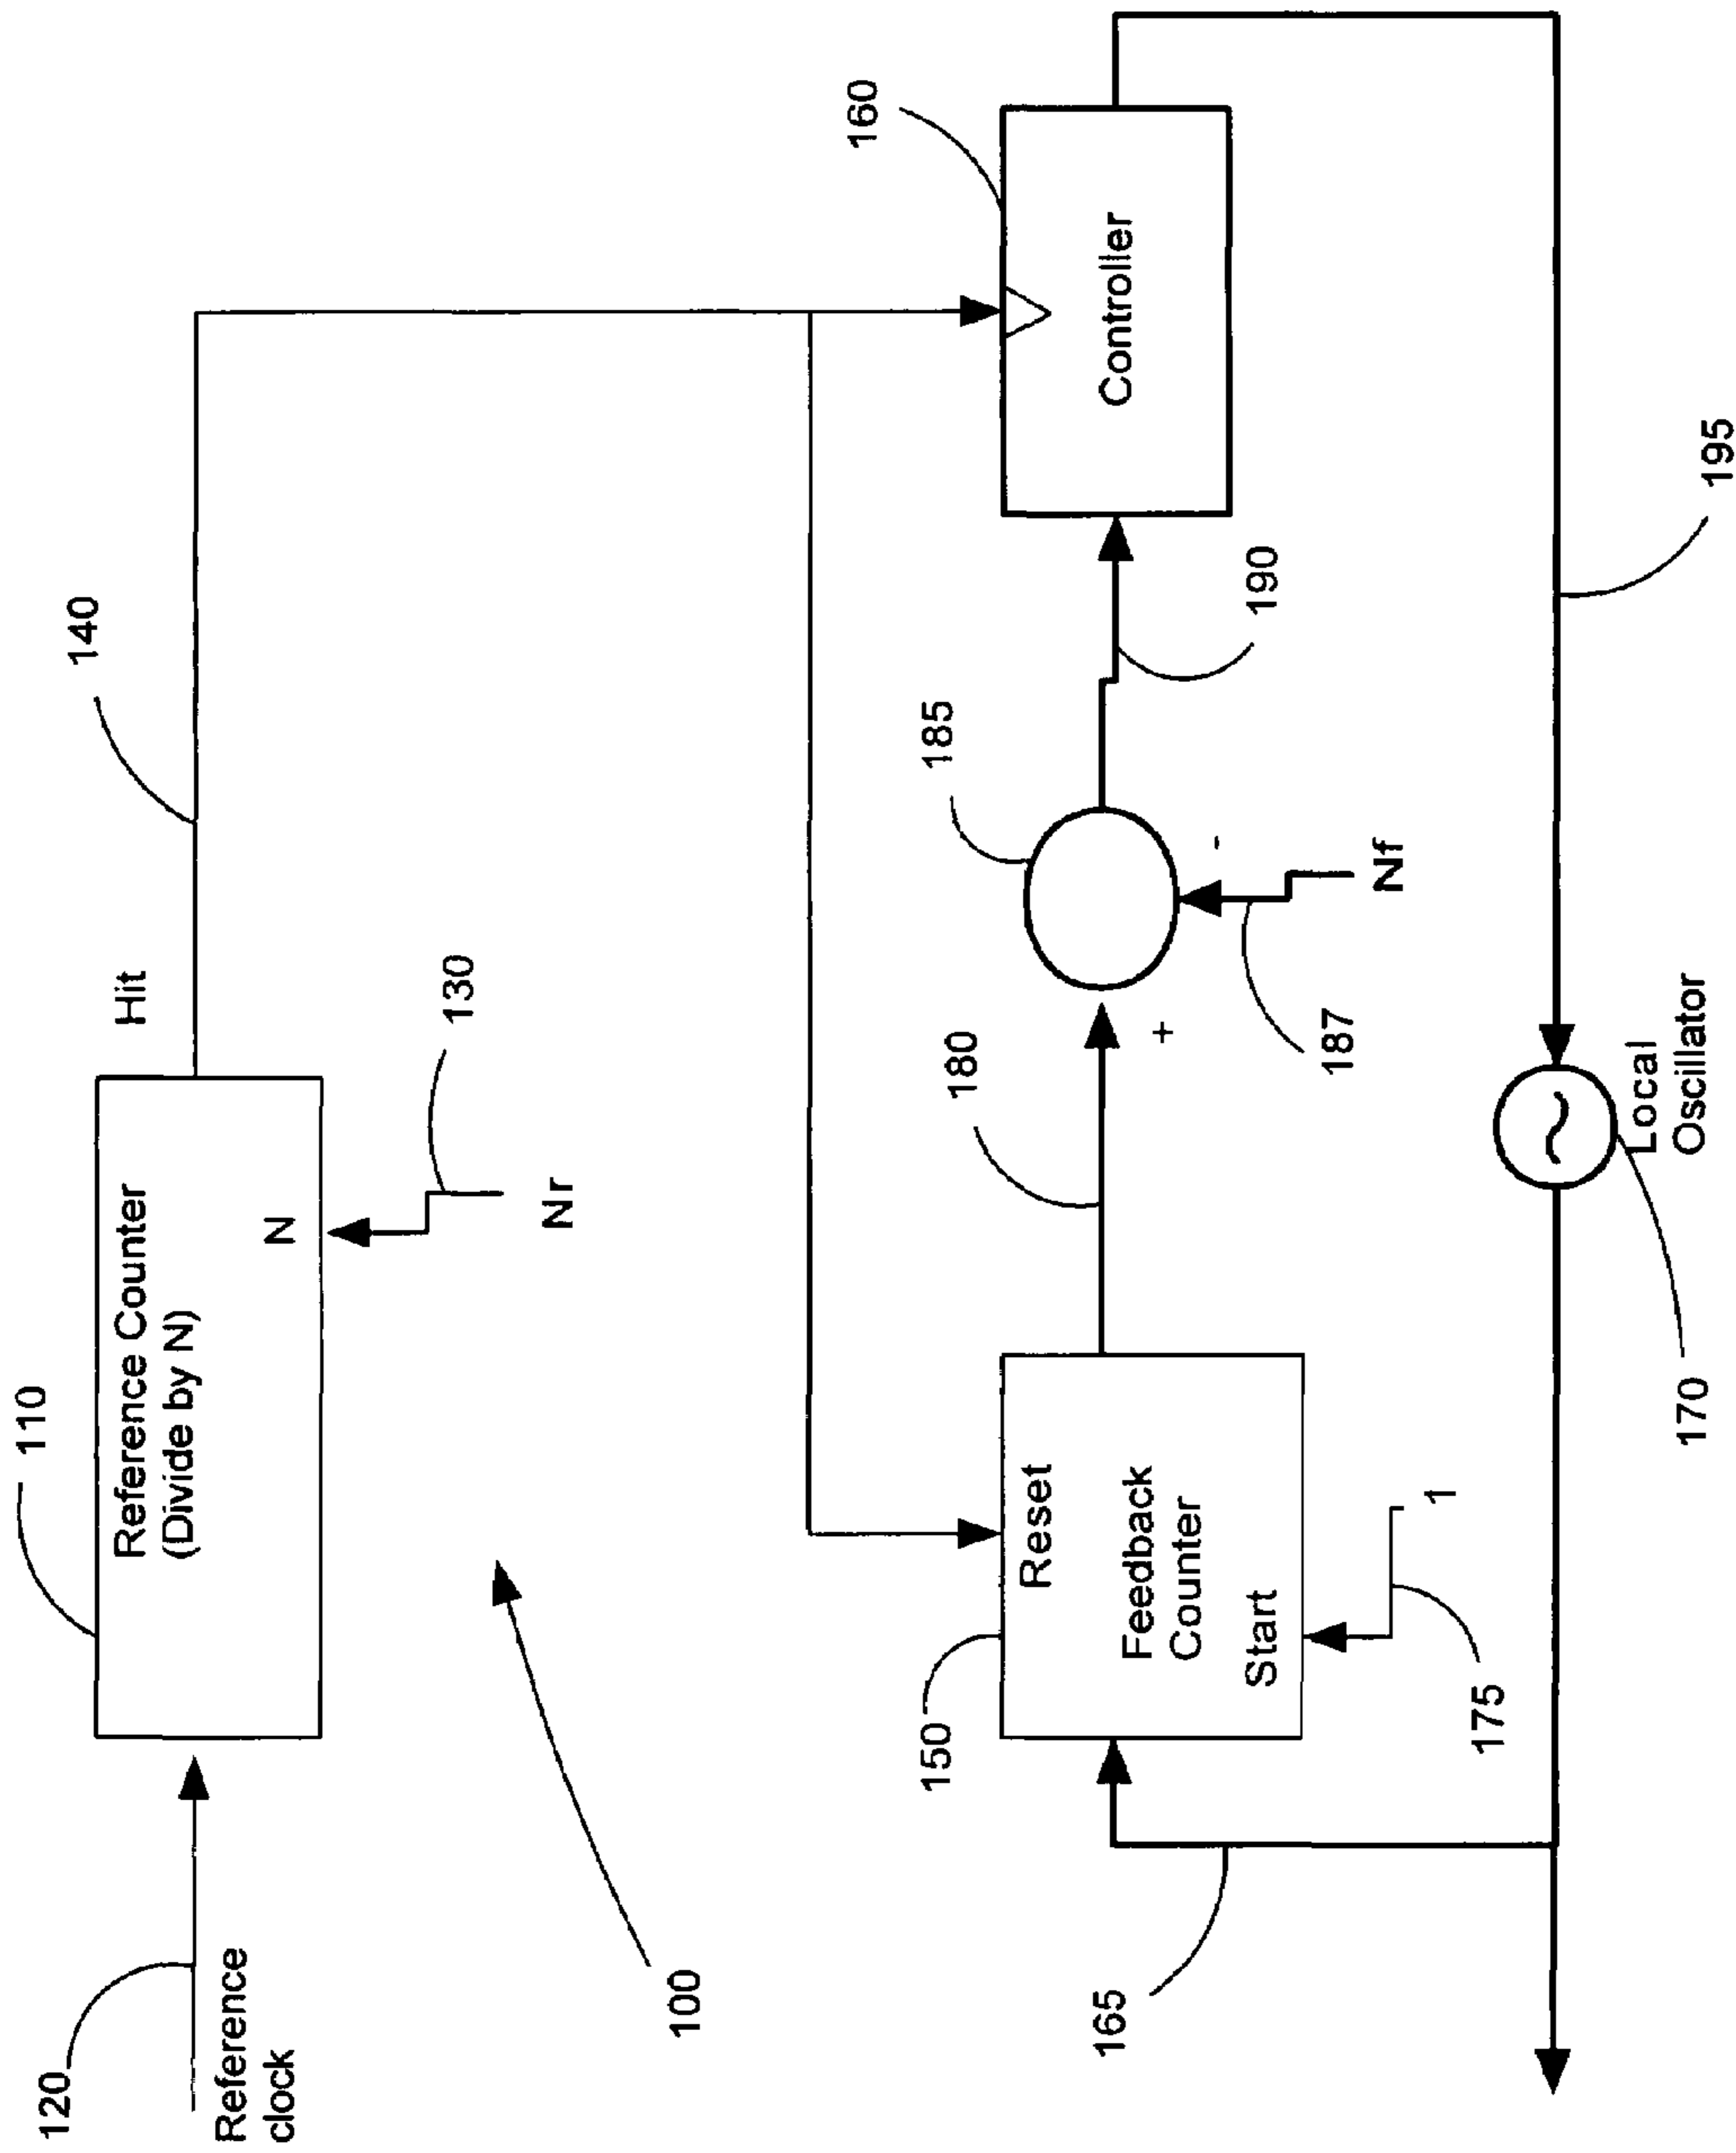 110
120
Reference
clock
Reference Counter
(Divide by N)
N
Hit
140
130
Nr
100
160
150
Reset
Feedback
Counter
Start
180
185
+
-
Controller
190
187
Nf
165
175
1
Local
Oscillator
170
195